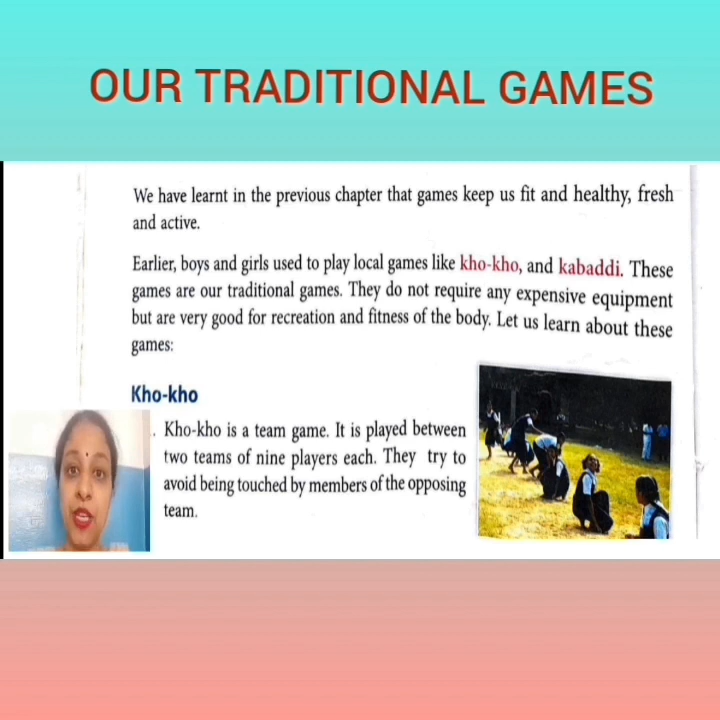 OUR TRADITIONAL GAMES
We have learnt in the previous chapter that games keep us fit and healthy, fresh
and active.
Earlier, boys and girls used to play local games like kho-kho, and kabaddi. These
games are our traditional games. They do not require any expensive equipment
but are very good for recreation and fitness of the body. Let us learn about these
games:
Kho-kho
. Kho-kho is a team game. It is played between
two teams of nine players each. They try to
avoid being touched by members of the opposing
team.